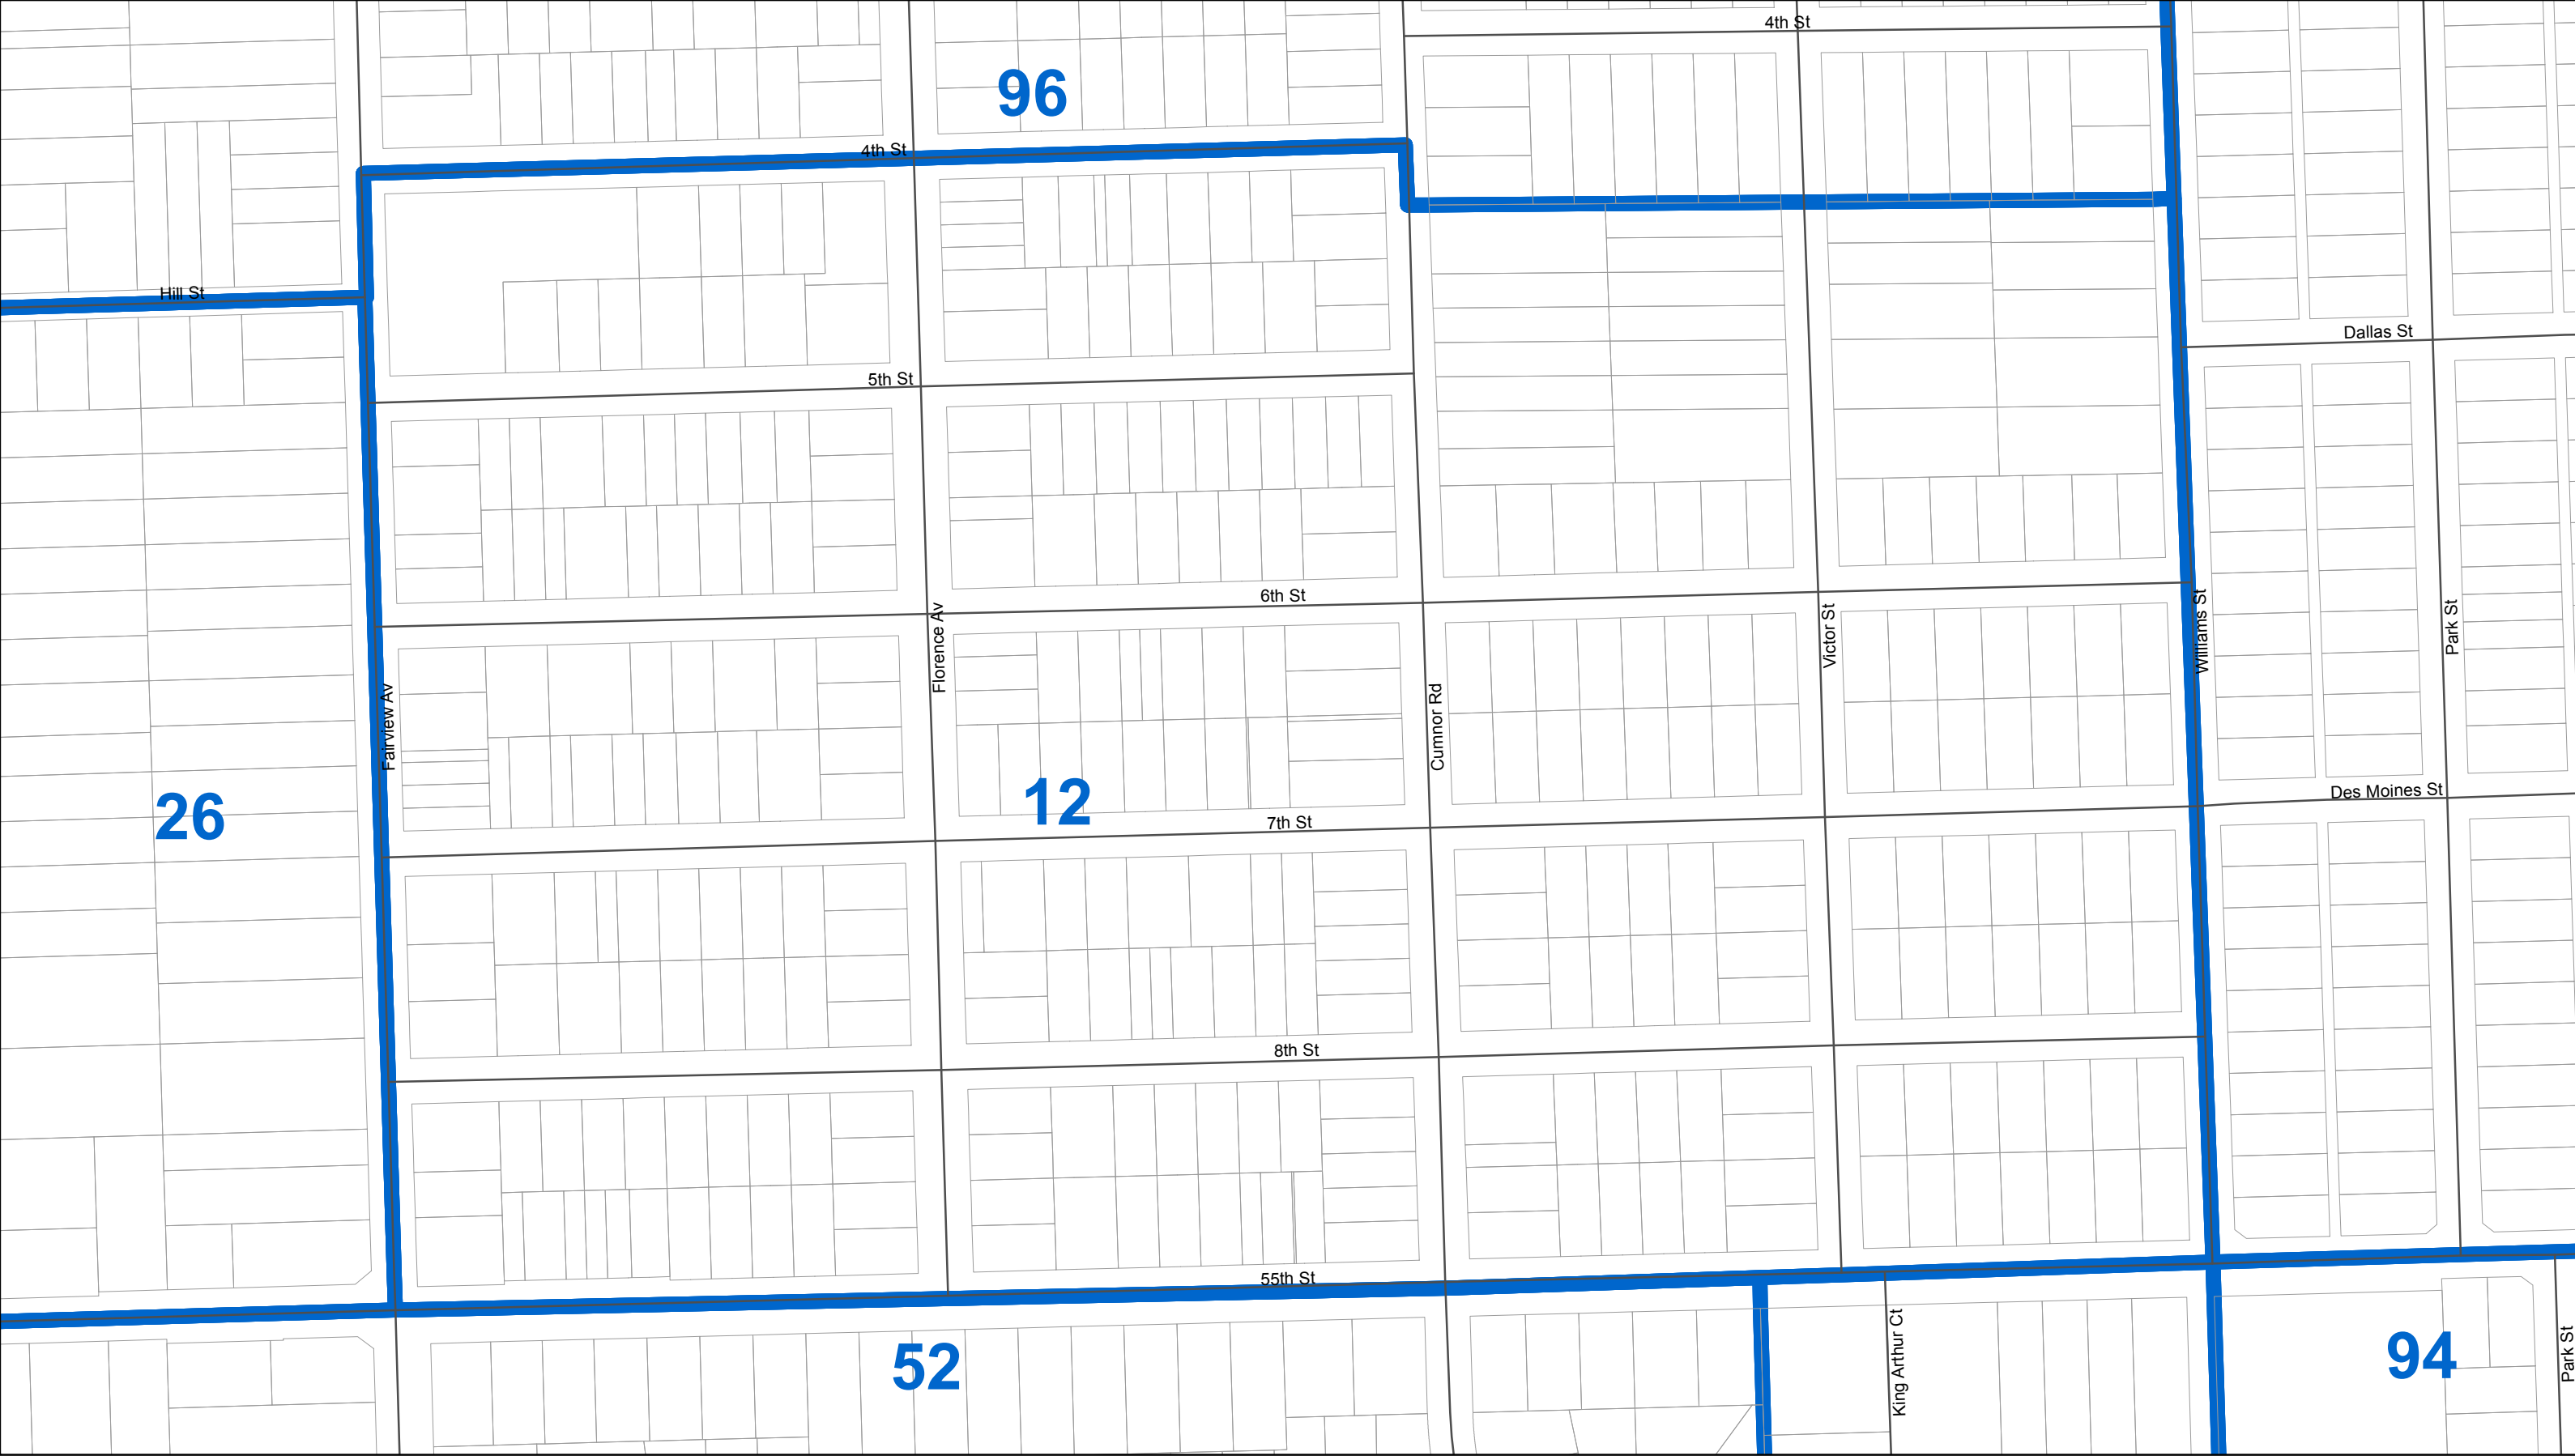 4th St
96
4th St
Hill St
Dallas St
5th St
6th St
Florence Av
Victor St
Williams St
Park St
Fairview Av
Cumnor Rd
Des Moines St
26
12
7th St
8th St
55th St
52
King Arthur Ct
94
Park St